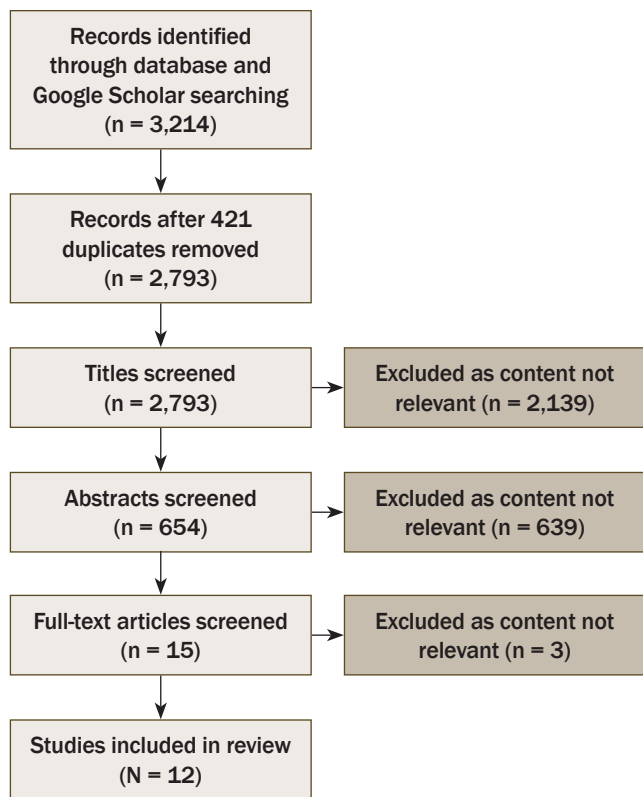 Records identified
through database and
Google Scholar searching
(n = 3,214)
Records after 421
duplicates removed
(n = 2,793)
Titles screened
(n = 2,793)
Excluded as content not
relevant (n = 2,139)
Abstracts screened
(n = 654)
Excluded as content not
relevant (n = 639)
Full-text articles screened
(n = 15)
Excluded as content not
relevant (n = 3)
Studies included in review
(N = 12)